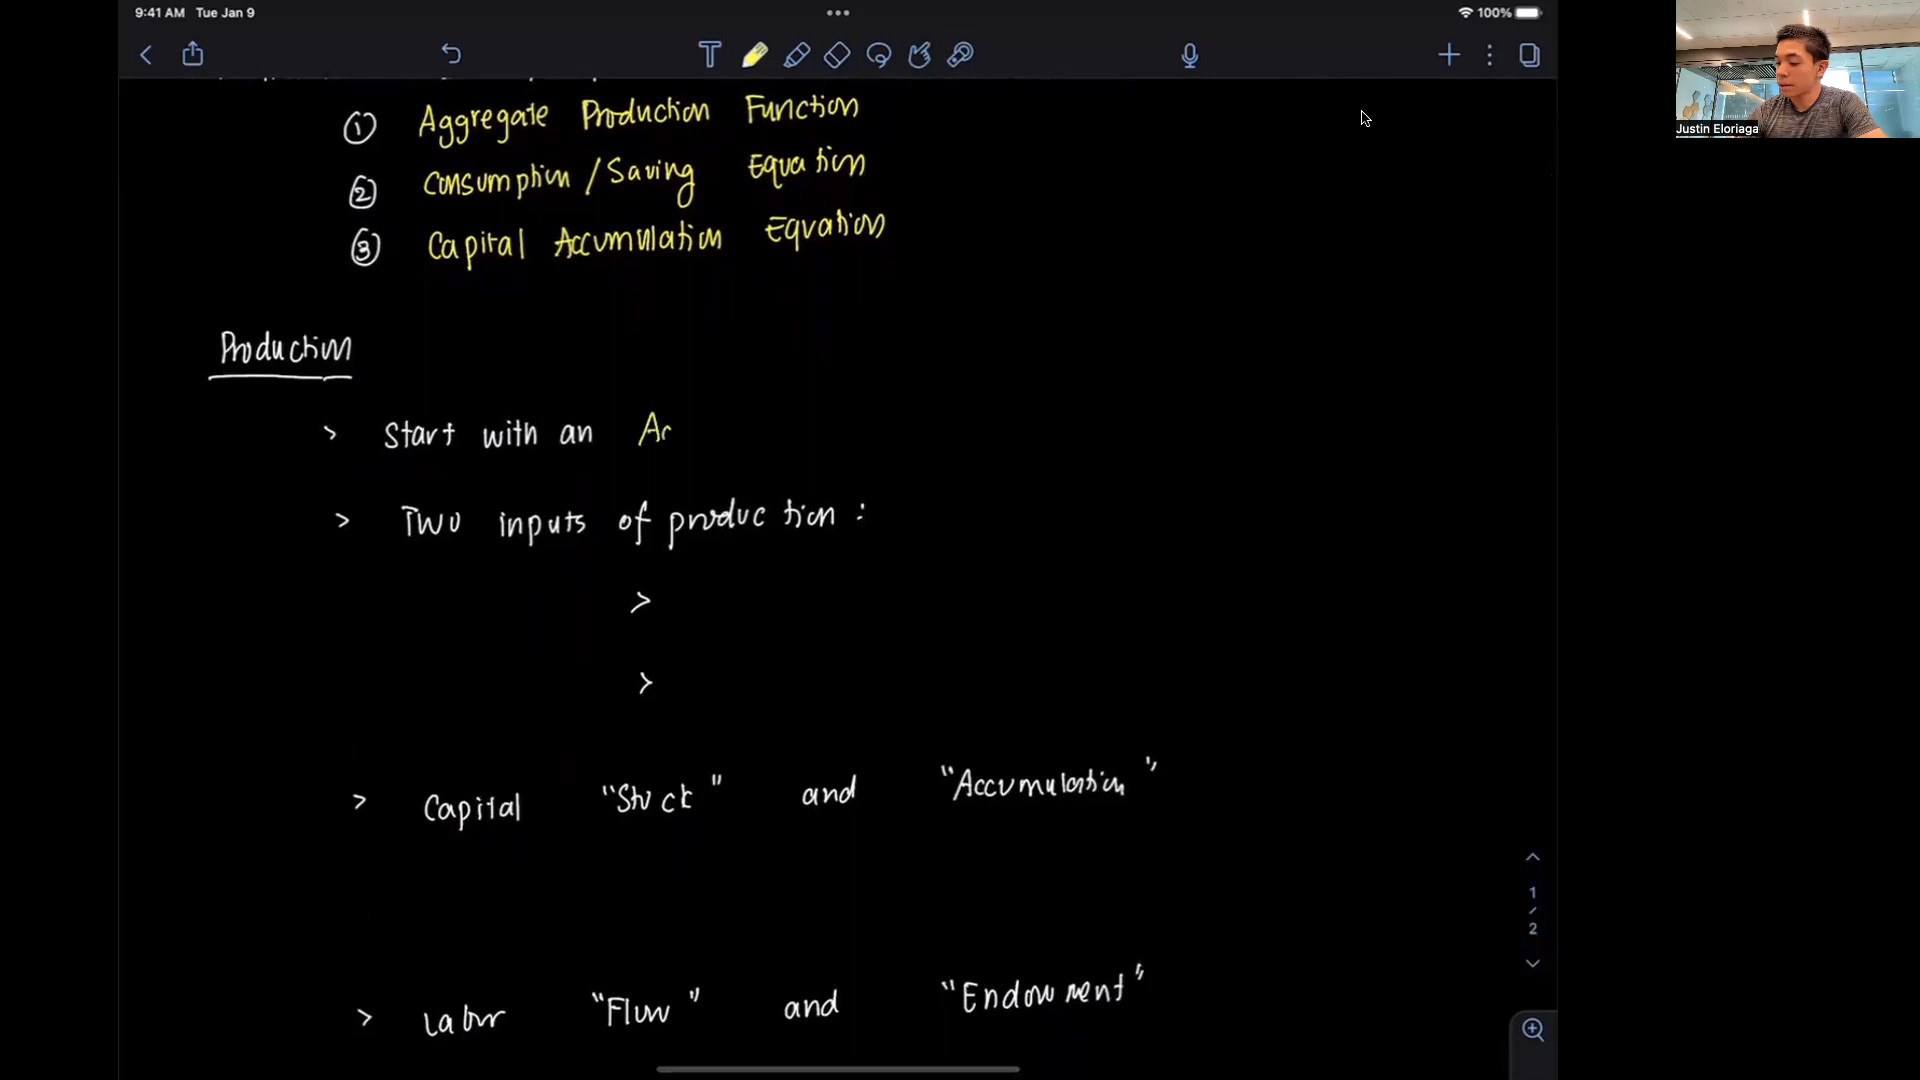 9:41 AM Tue Jan 9
100%
Justin Eloriaga
① Aggregate Production Function
② Consumption / Saving Equation
③ Capital Accumulation Equation
Production
> Start with an
> Two inputs of production :
>
>
> Capital "Stock" and "Accumulation"
> Labor "Flow" and "Endowment"
1
/
2